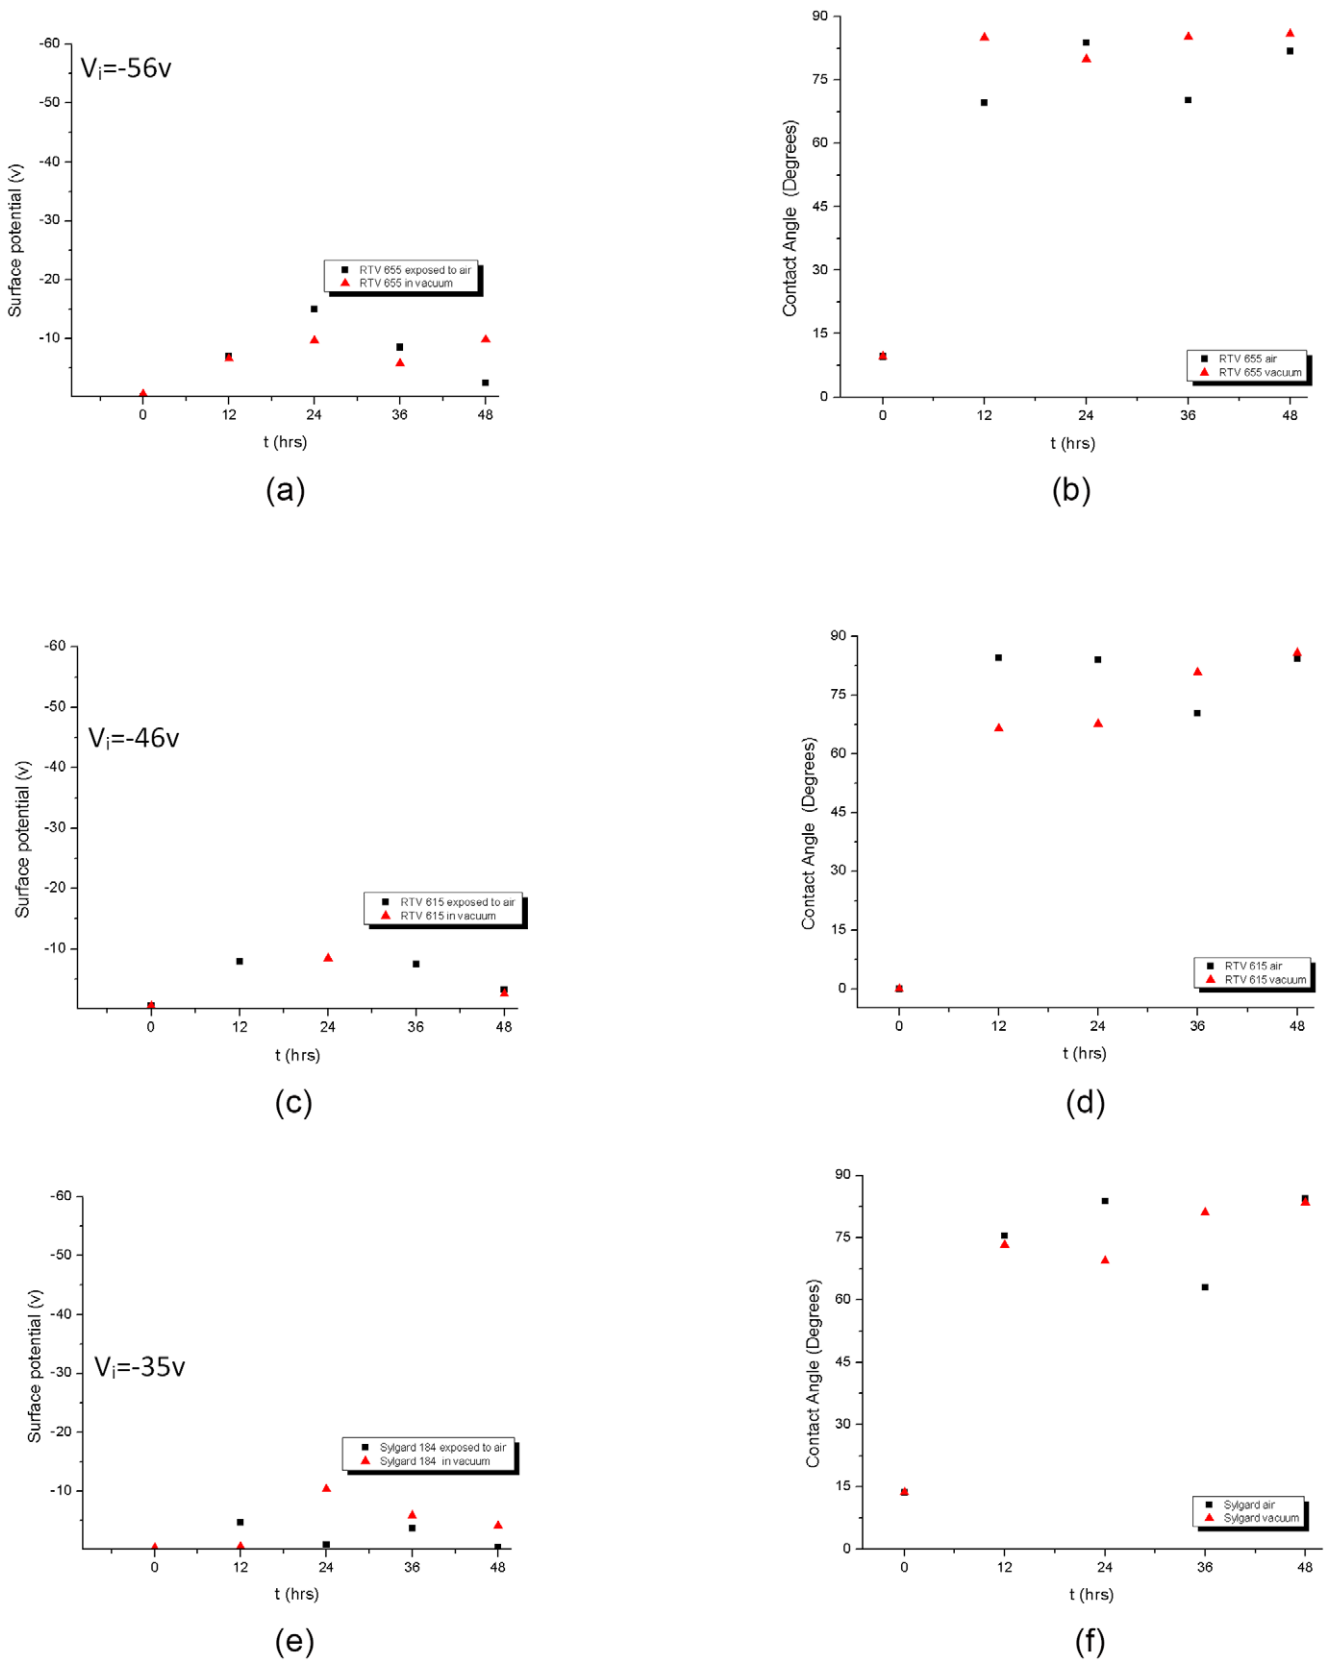 -60
-50
-40
-30
-20
-10
Surface potential (v)
Vi=-56v
RTV 655 exposed to air
RTV 655 in vacuum
0 12 24 36 48
t (hrs)
(a)
90
75
60
45
30
15
0
Contact Angle (Degrees)
RTV 655 air
RTV 655 vacuum
0 12 24 36 48
t (hrs)
(b)
-60
-50
-40
-30
-20
-10
Surface potential (v)
Vi=-46v
RTV 615 exposed to air
RTV 615 in vacuum
0 12 24 36 48
t (hrs)
(c)
90
75
60
45
30
15
0
Contact Angle (Degrees)
RTV 615 air
RTV 615 vacuum
0 12 24 36 48
t (hrs)
(d)
-60
-50
-40
-30
-20
-10
Surface potential (v)
Vi=-35v
Sylgard 184 exposed to air
Sylgard 184 in vacuum
0 12 24 36 48
t (hrs)
(e)
90
75
60
45
30
15
0
Contact Angle (Degrees)
Sylgard air
Sylgard vacuum
0 12 24 36 48
t (hrs)
(f)